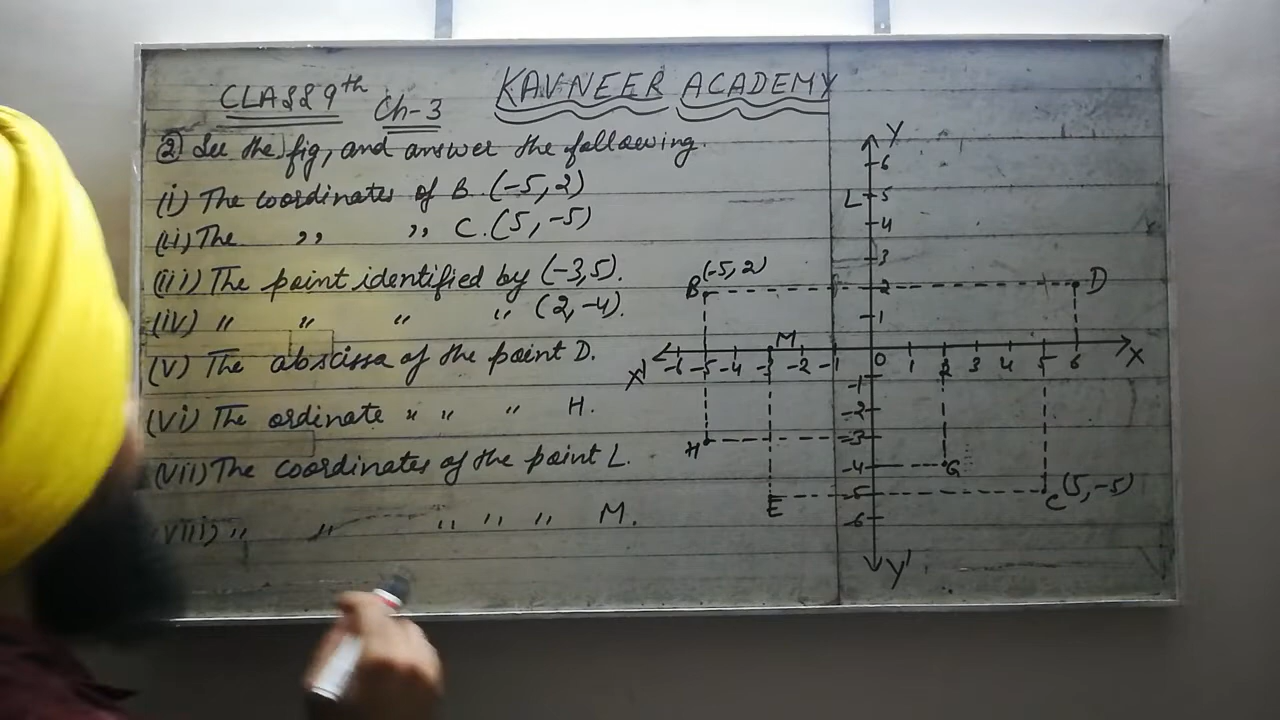 CLASS 9th Ch-3 KAVNEER ACADEMY
② See the fig, and answer the following.
(i) The coordinates of B. (-5, 2)
(ii) The ,, ,, C. (5, -5)
(iii) The point identified by (-3,5).
(iv) " " " " (2, -4).
(v) The abscissa of the point D.
(vi) The ordinate " " " H.
(vii) The coordinates of the point L.
(viii) " " " " " M.
Y
6
L 5
4
3
B (-5, 2) 2 D
1
M
X' -6 -5 -4 -3 -2 -1 0 1 2 3 4 5 6 X
-1
-2
H -3
-4 G
E -5 C (5, -5)
-6
Y'